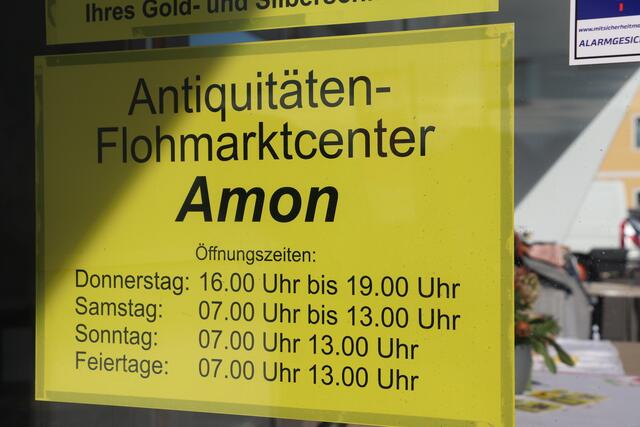 Ihres Gold- und
Antiquitäten-
Flohmarktcenter
Amon
Öffnungszeiten:
Donnerstag: 16.00 Uhr bis 19.00 Uhr
Samstag: 07.00 Uhr bis 13.00 Uhr
Sonntag: 07.00 Uhr 13.00 Uhr
Feiertage: 07.00 Uhr 13.00 Uhr